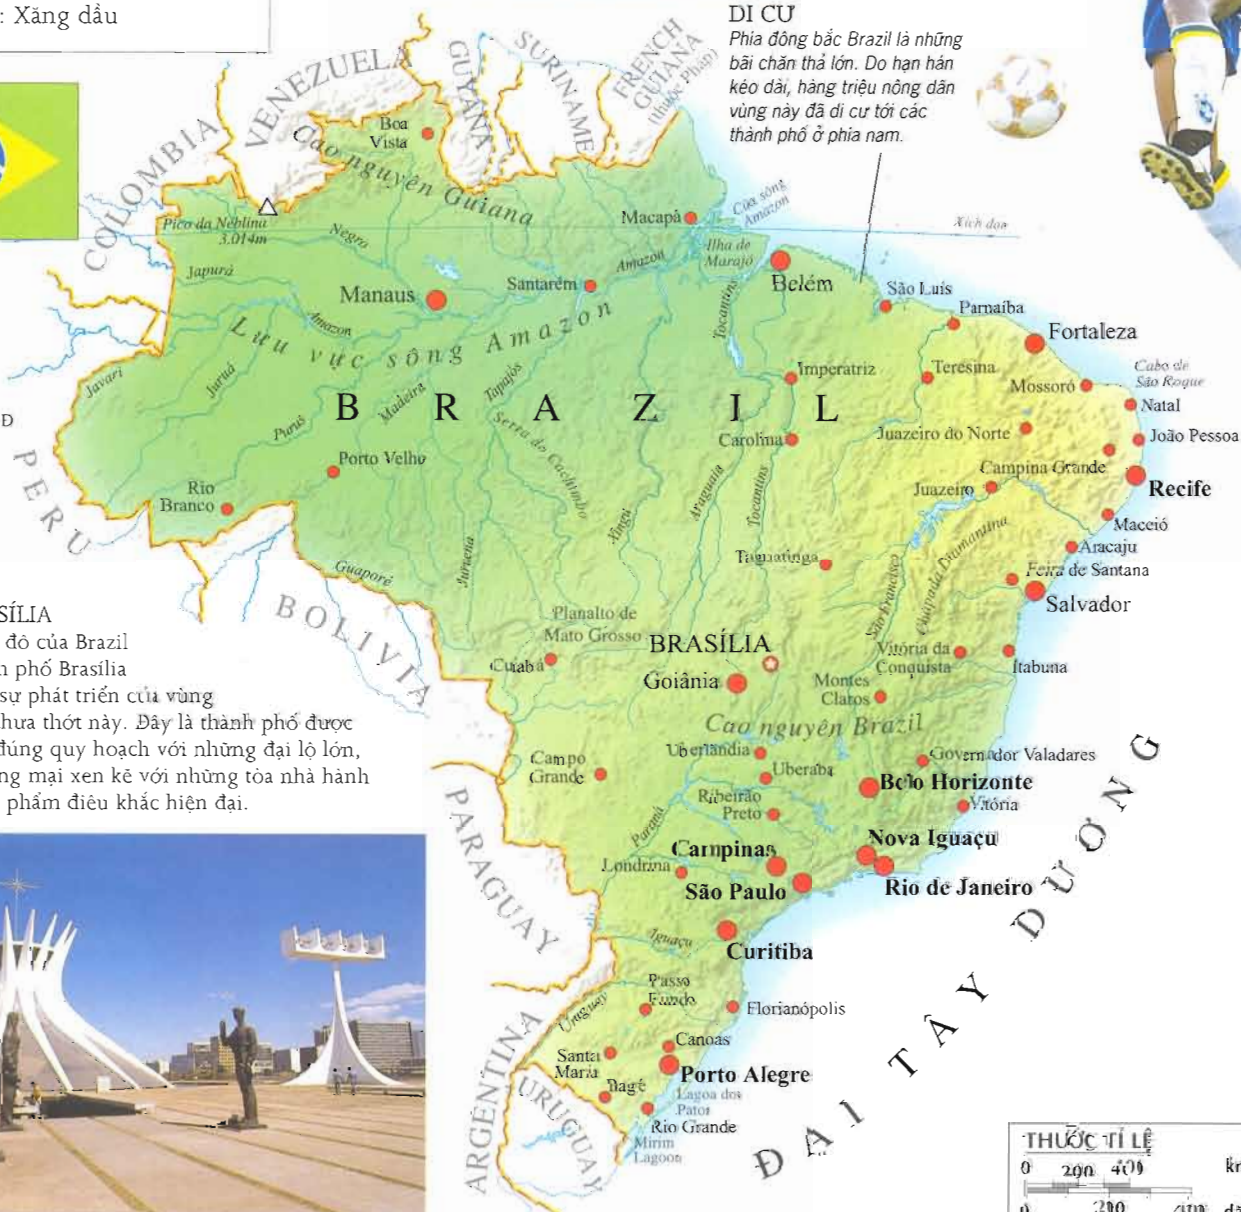 : Xăng dầu
DI CƯ
Phía đông bắc Brazil là những
bãi chăn thả lớn. Do hạn hán
kéo dài, hàng triệu nông dân
vùng này đã di cư tới các
thành phố ở phía nam.
VENEZUELA
GUYANA
SURINAME
FRENCH
GUIANA
(thuộc Pháp)
COLOMBIA
Boa
Vista
Cao nguyên Guiana
Pico da Neblina
3.014m
Negro
Macapá
Cửa sông
Amazon
Xích đạo
Japurá
Santarém
Amazon
Ilha de
Marajó
Belém
Manaus
Tocantins
São Luís
Parnaíba
Amazon
Lưu vực sông Amazon
Fortaleza
Javari
Juruá
Tapajós
Imperatriz
Teresina
Mossoró
Cabo de
São Roque
Natal
Purus
Madeira
BRAZIL
Serra do Cachimbo
Carolina
Juazeiro do Norte
João Pessoa
Đ
PERU
Porto Velho
Campina Grande
Rio
Branco
Xingu
Araguaia
Tocantins
Juazeiro
Recife
Maceió
Juruena
Taguatinga
Chapada Diamantina
Aracaju
Guaporé
São Francisco
Feira de Santana
Salvador
BOLIVIA
Planalto de
Mato Grosso
BRASÍLIA
Cuiabá
Goiânia
Vitória da
Conquista
Itabuna
Montes
Claros
Cao nguyên Brazil
SÍLIA
đô của Brazil
phố Brasília
sự phát triển của vùng
hưa thớt này. Đây là thành phố được
đúng quy hoạch với những đại lộ lớn,
ng mại xen kẽ với những tòa nhà hành
phẩm điêu khắc hiện đại.
Campo
Grande
Uberlândia
Uberaba
Governador Valadares
Belo Horizonte
Ribeirão
Preto
Vitória
Paraná
Campinas
Nova Iguaçu
Londrina
São Paulo
Rio de Janeiro
PARAGUAY
Iguaçu
Curitiba
Passo
Fundo
Uruguay
Florianópolis
Canoas
Santa
Maria
Porto Alegre
Bagé
Lagoa dos
Patos
Rio Grande
Mirim
Lagoon
ARGENTINA
URUGUAY
ĐẠI TÂY DƯƠNG
THƯỚC TỈ LỆ
0 200 400
0 200 400